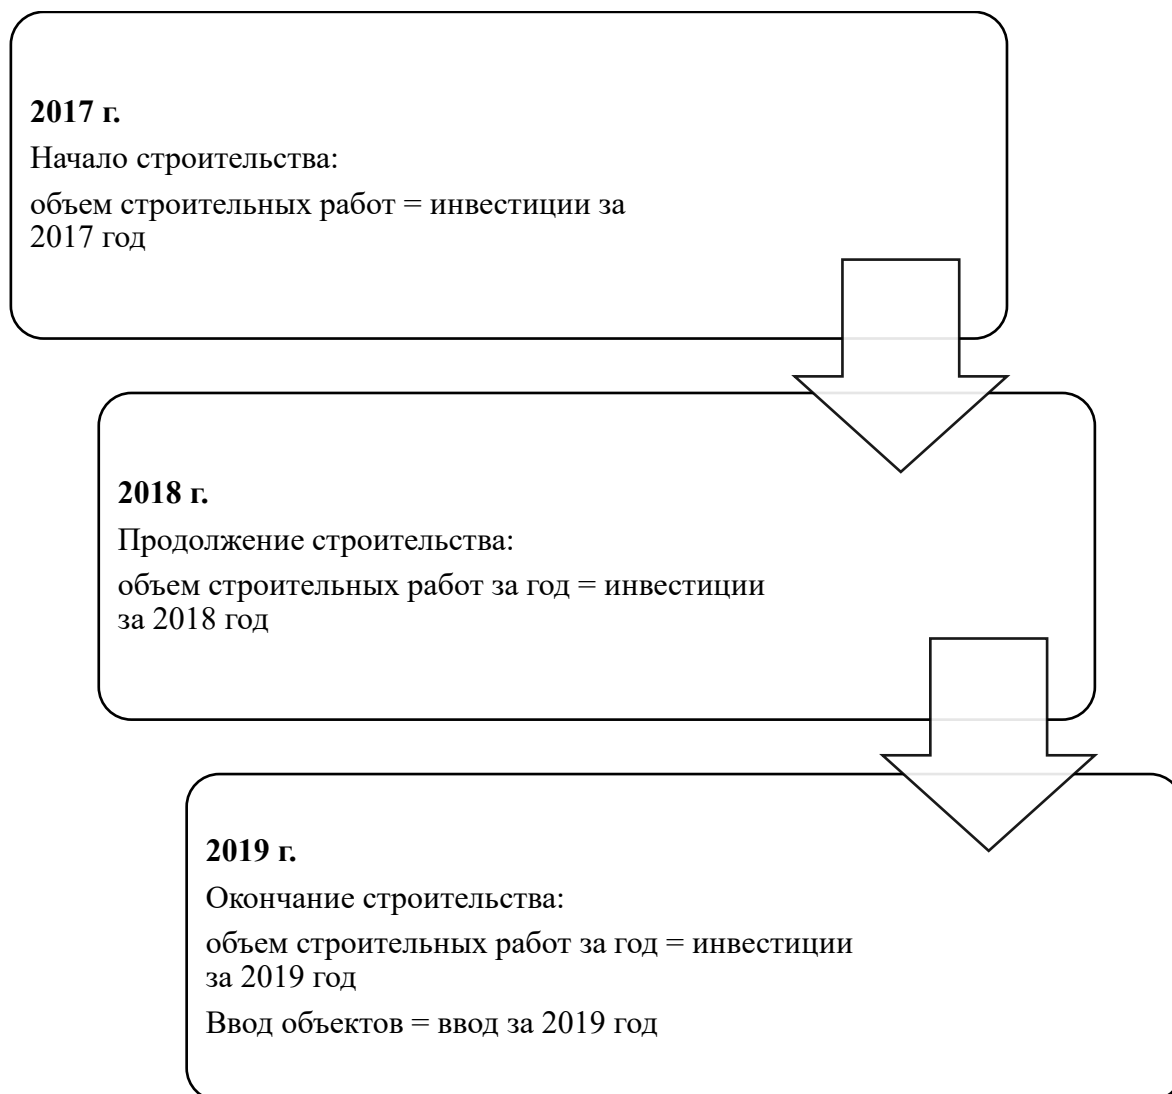 2017 г.
Начало строительства:
объем строительных работ = инвестиции за
2017 год
2018 г.
Продолжение строительства:
объем строительных работ за год = инвестиции
за 2018 год
2019 г.
Окончание строительства:
объем строительных работ за год = инвестиции
за 2019 год
Ввод объектов = ввод за 2019 год